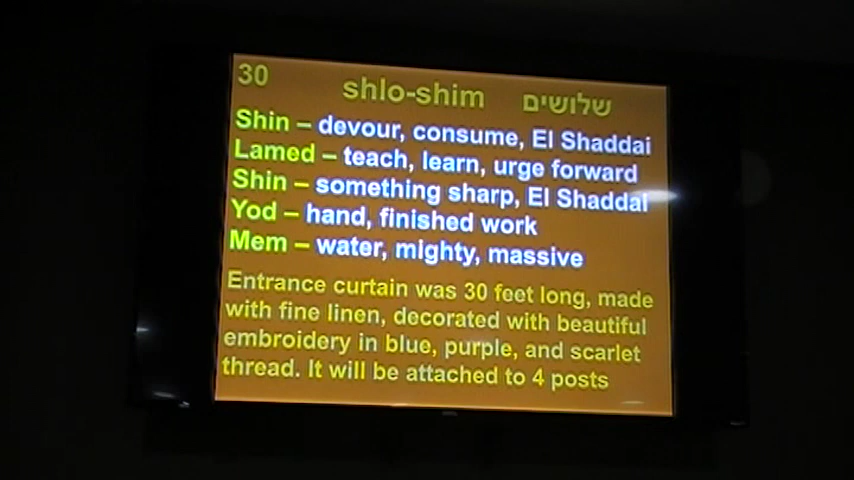 30
shlo-shim שלושים
Shin – devour, consume, El Shaddai
Lamed – teach, learn, urge forward
Shin – something sharp, El Shaddai
Yod – hand, finished work
Mem – water, mighty, massive
Entrance curtain was 30 feet long, made
with fine linen, decorated with beautiful
embroidery in blue, purple, and scarlet
thread. It will be attached to 4 posts